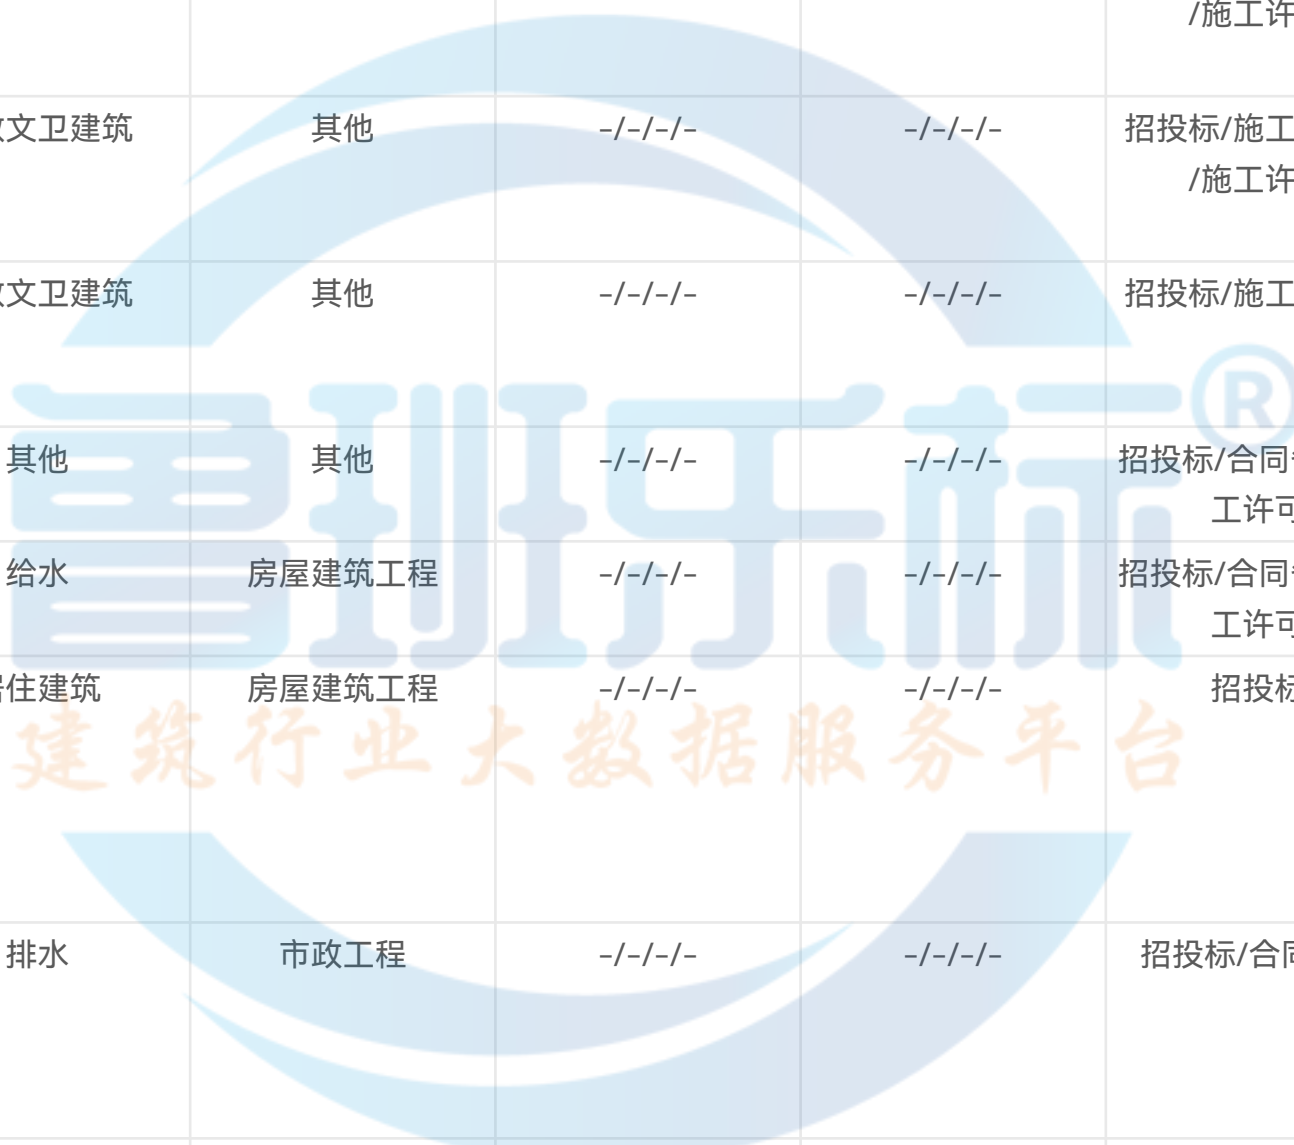 /施工许
文卫建筑 其他 -/-/-/- -/-/-/- 招投标/施工
/施工许
文卫建筑 其他 -/-/-/- -/-/-/- 招投标/施工
®
其他 其他 -/-/-/- -/-/-/- 招投标/合同
工许可
鲁班乐标
给水 房屋建筑工程 -/-/-/- -/-/-/- 招投标/合同
工许可
住建筑 房屋建筑工程 -/-/-/- -/-/-/- 招投标
建筑行业大数据服务平台
排水 市政工程 -/-/-/- -/-/-/- 招投标/合同